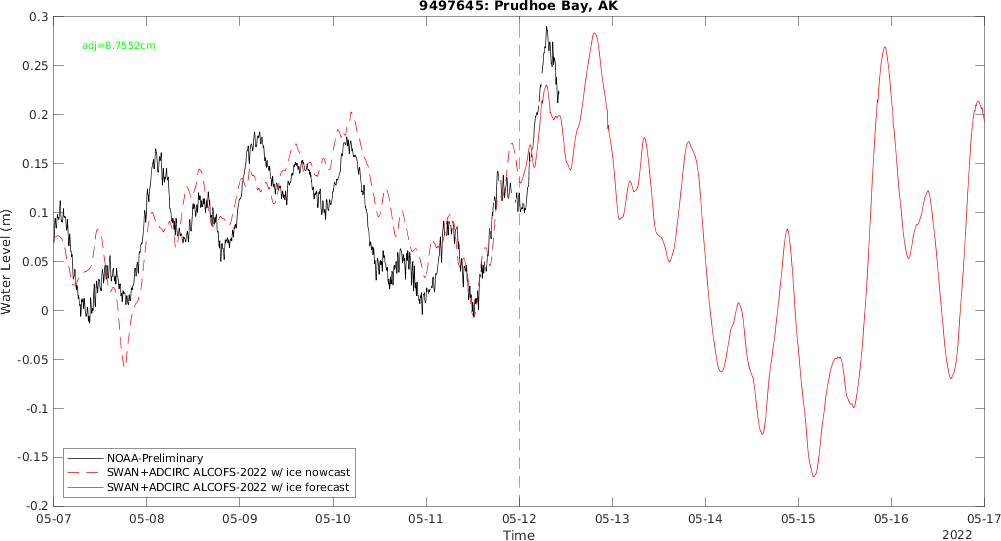 9497645: Prudhoe Bay, AK
0.3
adj=8.7552cm
0.25
0.2
0.15
0.1
0.05
0
-0.05
-0.1
-0.15
-0.2
Water Level (m)
NOAA-Preliminary
SWAN+ADCIRC ALCOFS-2022 w/ ice nowcast
SWAN+ADCIRC ALCOFS-2022 w/ ice forecast
05-07 05-08 05-09 05-10 05-11 05-12 05-13 05-14 05-15 05-16 05-17
Time
2022